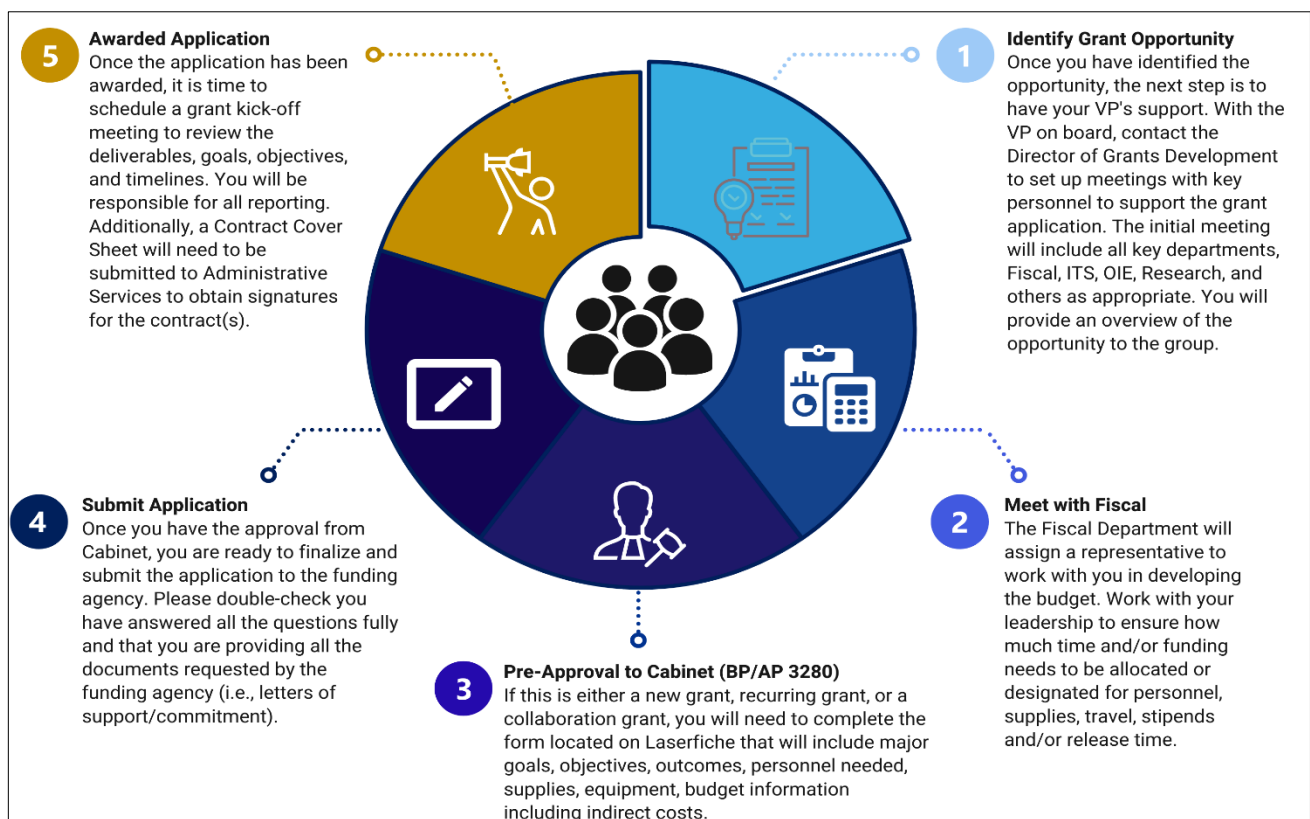 1
Identify Grant Opportunity
Once you have identified the
opportunity, the next step is to
have your VP's support. With the
VP on board, contact the
Director of Grants Development
to set up meetings with key
personnel to support the grant
application. The initial meeting
will include all key departments,
Fiscal, ITS, OIE, Research, and
others as appropriate. You will
provide an overview of the
opportunity to the group.
2
Meet with Fiscal
The Fiscal Department will
assign a representative to
work with you in developing
the budget. Work with your
leadership to ensure how
much time and/or funding
needs to be allocated or
designated for personnel,
supplies, travel, stipends
and/or release time.
3
Pre-Approval to Cabinet (BP/AP 3280)
If this is either a new grant, recurring grant, or a
collaboration grant, you will need to complete the
form located on Laserfiche that will include major
goals, objectives, outcomes, personnel needed,
supplies, equipment, budget information
including indirect costs.
4
Submit Application
Once you have the approval from
Cabinet, you are ready to finalize and
submit the application to the funding
agency. Please double-check you
have answered all the questions fully
and that you are providing all the
documents requested by the
funding agency (i.e., letters of
support/commitment).
5
Awarded Application
Once the application has been
awarded, it is time to
schedule a grant kick-off
meeting to review the
deliverables, goals, objectives,
and timelines. You will be
responsible for all reporting.
Additionally, a Contract Cover
Sheet will need to be
submitted to Administrative
Services to obtain signatures
for the contract(s).